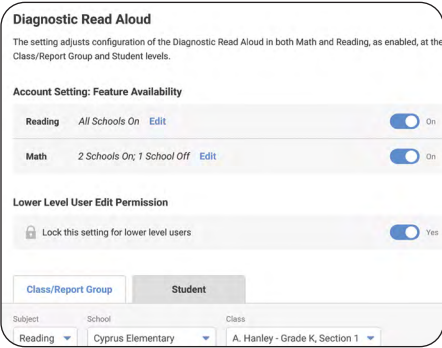 Diagnostic Read Aloud
The setting adjusts configuration of the Diagnostic Read Aloud in both Math and Reading, as enabled, at the
Class/Report Group and Student levels.
Account Setting: Feature Availability
Reading All Schools On Edit On
Math 2 Schools On; 1 School Off Edit On
Lower Level User Edit Permission
Lock this setting for lower level users Yes
Class/Report Group Student
Subject School Class
Reading Cyprus Elementary A. Hanley - Grade K, Section 1